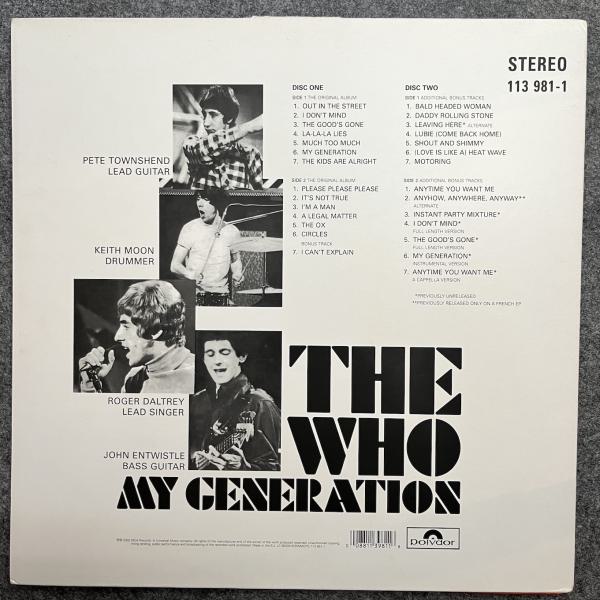 STEREO
113 981-1
DISC ONE
SIDE 1 THE ORIGINAL ALBUM
1. OUT IN THE STREET
2. I DON'T MIND
3. THE GOOD'S GONE
4. LA-LA-LA LIES
5. MUCH TOO MUCH
6. MY GENERATION
7. THE KIDS ARE ALRIGHT
SIDE 2 THE ORIGINAL ALBUM
1. PLEASE PLEASE PLEASE
2. IT'S NOT TRUE
3. I'M A MAN
4. A LEGAL MATTER
5. THE OX
6. CIRCLES
BONUS TRACK
7. I CAN'T EXPLAIN
DISC TWO
SIDE 1 ADDITIONAL BONUS TRACKS
1. BALD HEADED WOMAN
2. DADDY ROLLING STONE
3. LEAVING HERE* ALTERNATE
4. LUBIE (COME BACK HOME)
5. SHOUT AND SHIMMY
6. (LOVE IS LIKE A) HEAT WAVE
7. MOTORING
SIDE 2 ADDITIONAL BONUS TRACKS
1. ANYTIME YOU WANT ME
2. ANYHOW, ANYWHERE, ANYWAY**
ALTERNATE
3. INSTANT PARTY MIXTURE*
4. I DON'T MIND*
FULL LENGTH VERSION
5. THE GOOD'S GONE*
FULL LENGTH VERSION
6. MY GENERATION*
INSTRUMENTAL VERSION
7. ANYTIME YOU WANT ME*
A CAPPELLA VERSION
*PREVIOUSLY UNRELEASED
**PREVIOUSLY RELEASED ONLY ON A FRENCH EP
PETE TOWNSHEND
LEAD GUITAR
KEITH MOON
DRUMMER
ROGER DALTREY
LEAD SINGER
JOHN ENTWISTLE
BASS GUITAR
THE
WHO
MY GENERATION
0 08811 39811 9
polydor